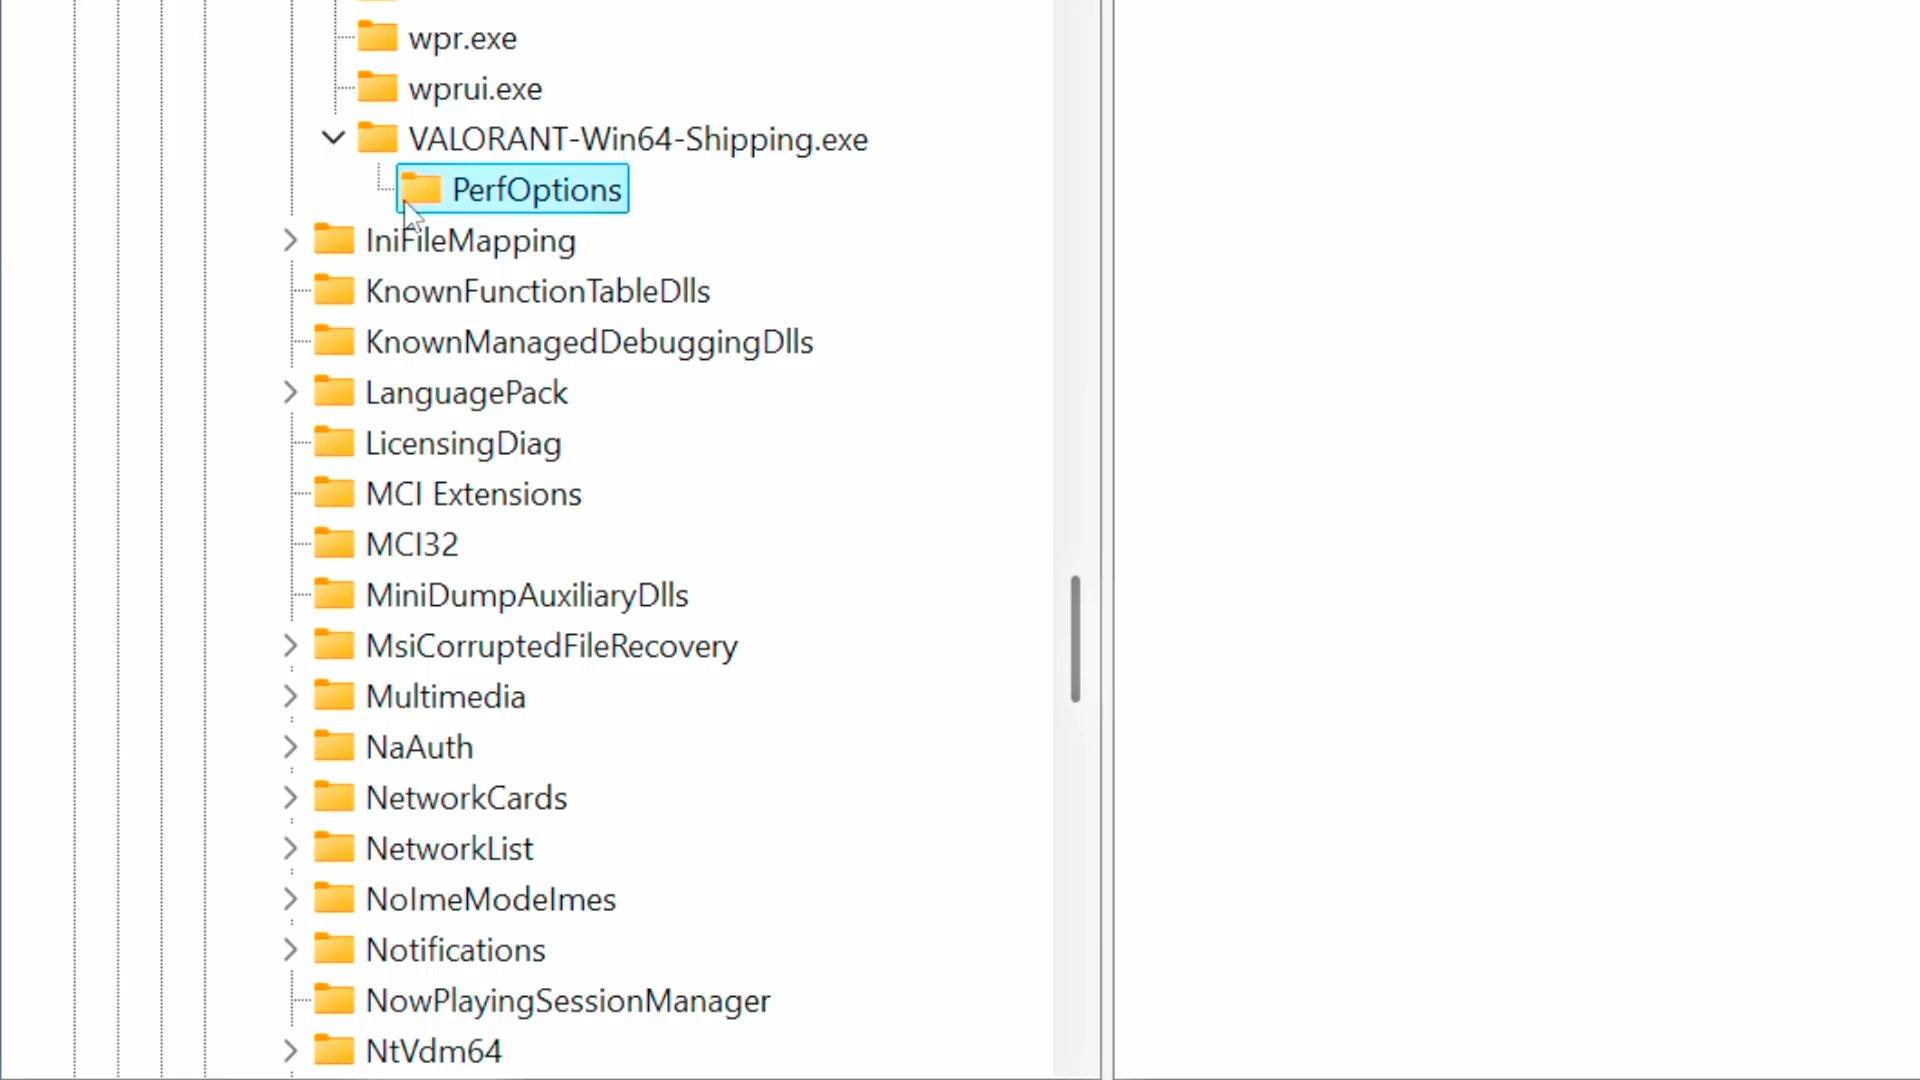 wpr.exe
wprui.exe
VALORANT-Win64-Shipping.exe
PerfOptions
IniFileMapping
KnownFunctionTableDlls
KnownManagedDebuggingDlls
LanguagePack
LicensingDiag
MCI Extensions
MCI32
MiniDumpAuxiliaryDlls
MsiCorruptedFileRecovery
Multimedia
NaAuth
NetworkCards
NetworkList
NoImeModeImes
Notifications
NowPlayingSessionManager
NtVdm64